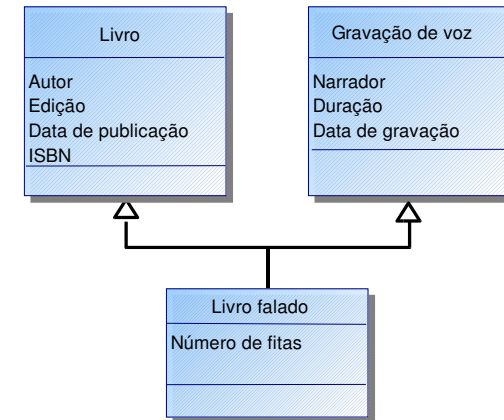 Livro
Autor
Edição
Data de publicação
ISBN
Gravação de voz
Narrador
Duração
Data de gravação
Livro falado
Número de fitas